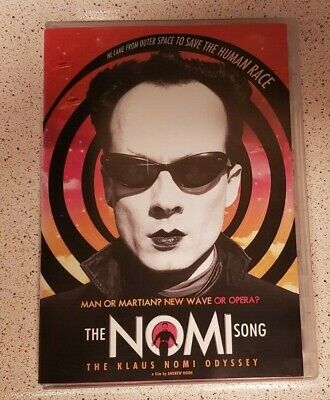 HE CAME FROM OUTER SPACE TO SAVE THE HUMAN RACE
MAN OR MARTIAN? NEW WAVE OR OPERA?
THE NOMI SONG
THE KLAUS NOMI ODYSSEY
a film by ANDREW HORN